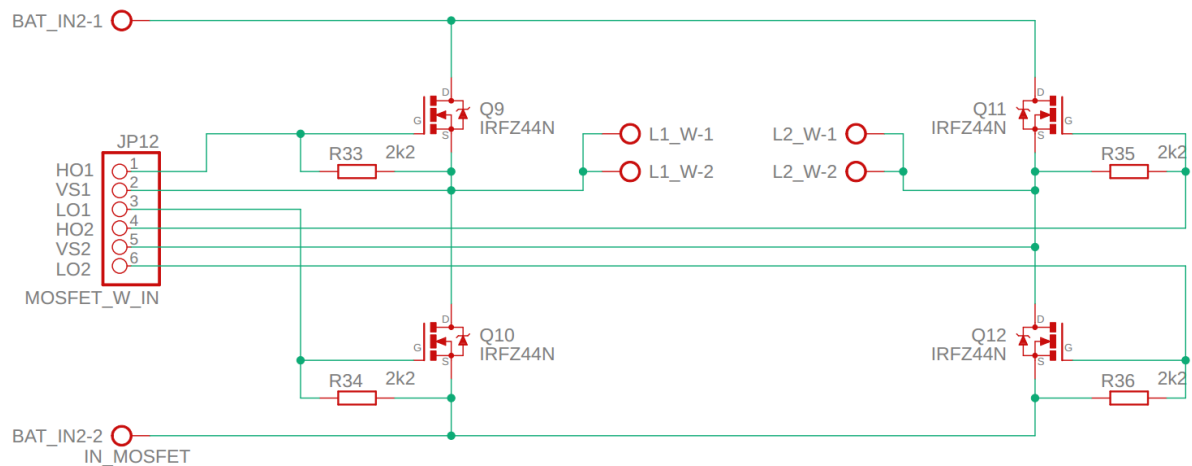 BAT_IN2-1
D
G
S
Q9
IRFZ44N
R33
2k2
L1_W-1
L1_W-2
L2_W-1
L2_W-2
Q11
IRFZ44N
D
G
S
R35
2k2
JP12
HO1
1
VS1
2
LO1
3
HO2
4
VS2
5
LO2
6
MOSFET_W_IN
D
G
S
Q10
IRFZ44N
R34
2k2
Q12
IRFZ44N
D
G
S
R36
2k2
BAT_IN2-2
IN_MOSFET